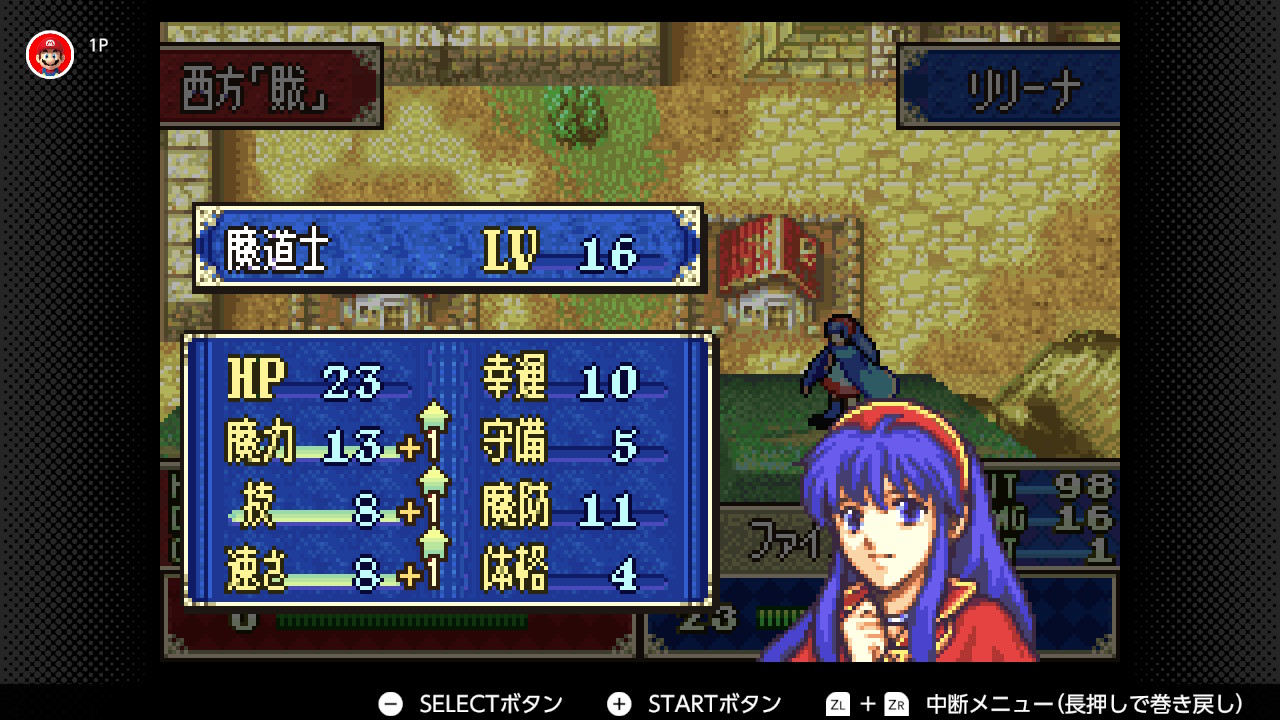 1P
西方「賊」
リリーナ
魔道士 LV 16
HP 23 幸運 10
魔力 13 +1 守備 5
技 8 +1 魔防 11
速さ 8 +1 体格 4
98
ファイ 16
1
0
23
SELECTボタン STARTボタン ZL + ZR 中断メニュー(長押しで巻き戻し)